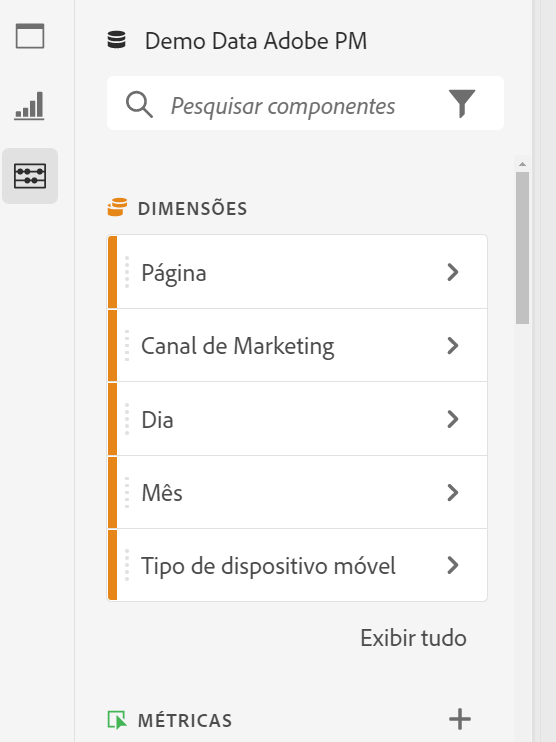 Demo Data Adobe PM
Pesquisar componentes
DIMENSÕES
Página
Canal de Marketing
Dia
Mês
Tipo de dispositivo móvel
Exibir tudo
MÉTRICAS